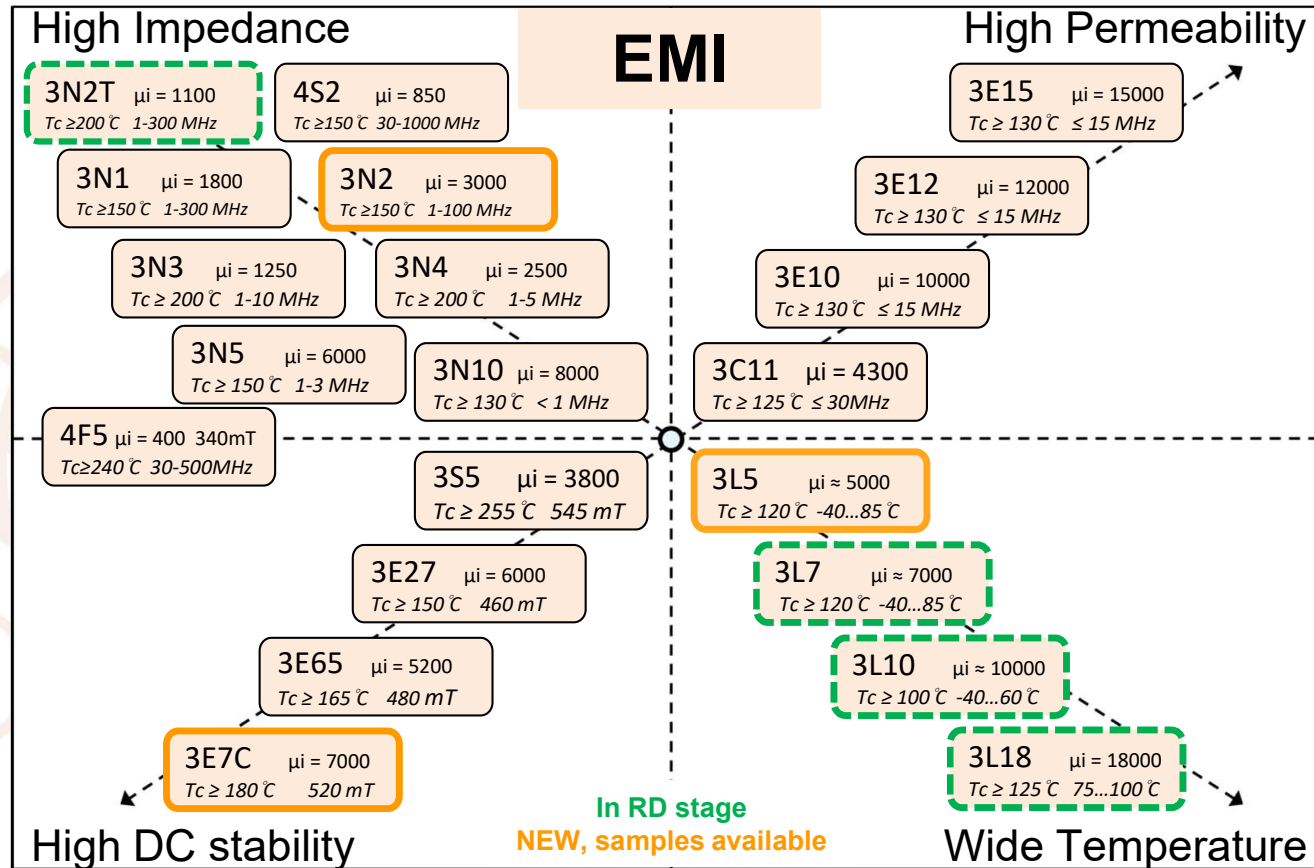 High Impedance
EMI
High Permeability
3N2T μi = 1100
Tc ≥200 ℃ 1-300 MHz
4S2 μi = 850
Tc ≥150 ℃ 30-1000 MHz
3E15 μi = 15000
Tc ≥ 130 ℃ ≤ 15 MHz
3N1 μi = 1800
Tc ≥150 ℃ 1-300 MHz
3N2 μi = 3000
Tc ≥150 ℃ 1-100 MHz
3E12 μi = 12000
Tc ≥ 130 ℃ ≤ 15 MHz
3N3 μi = 1250
Tc ≥ 200 ℃ 1-10 MHz
3N4 μi = 2500
Tc ≥ 200 ℃ 1-5 MHz
3E10 μi = 10000
Tc ≥ 130 ℃ ≤ 15 MHz
3N5 μi = 6000
Tc ≥ 150 ℃ 1-3 MHz
3N10 μi = 8000
Tc ≥ 130 ℃ < 1 MHz
3C11 μi = 4300
Tc ≥ 125 ℃ ≤ 30MHz
4F5 μi = 400 340mT
Tc≥240 ℃ 30-500MHz
3S5 μi = 3800
Tc ≥ 255 ℃ 545 mT
3L5 μi ≈ 5000
Tc ≥ 120 ℃ -40...85 ℃
3E27 μi = 6000
Tc ≥ 150 ℃ 460 mT
3L7 μi ≈ 7000
Tc ≥ 120 ℃ -40...85 ℃
3E65 μi = 5200
Tc ≥ 165 ℃ 480 mT
3L10 μi ≈ 10000
Tc ≥ 100 ℃ -40...60 ℃
3E7C μi = 7000
Tc ≥ 180 ℃ 520 mT
3L18 μi = 18000
Tc ≥ 125 ℃ 75...100 ℃
In RD stage
NEW, samples available
High DC stability
Wide Temperature